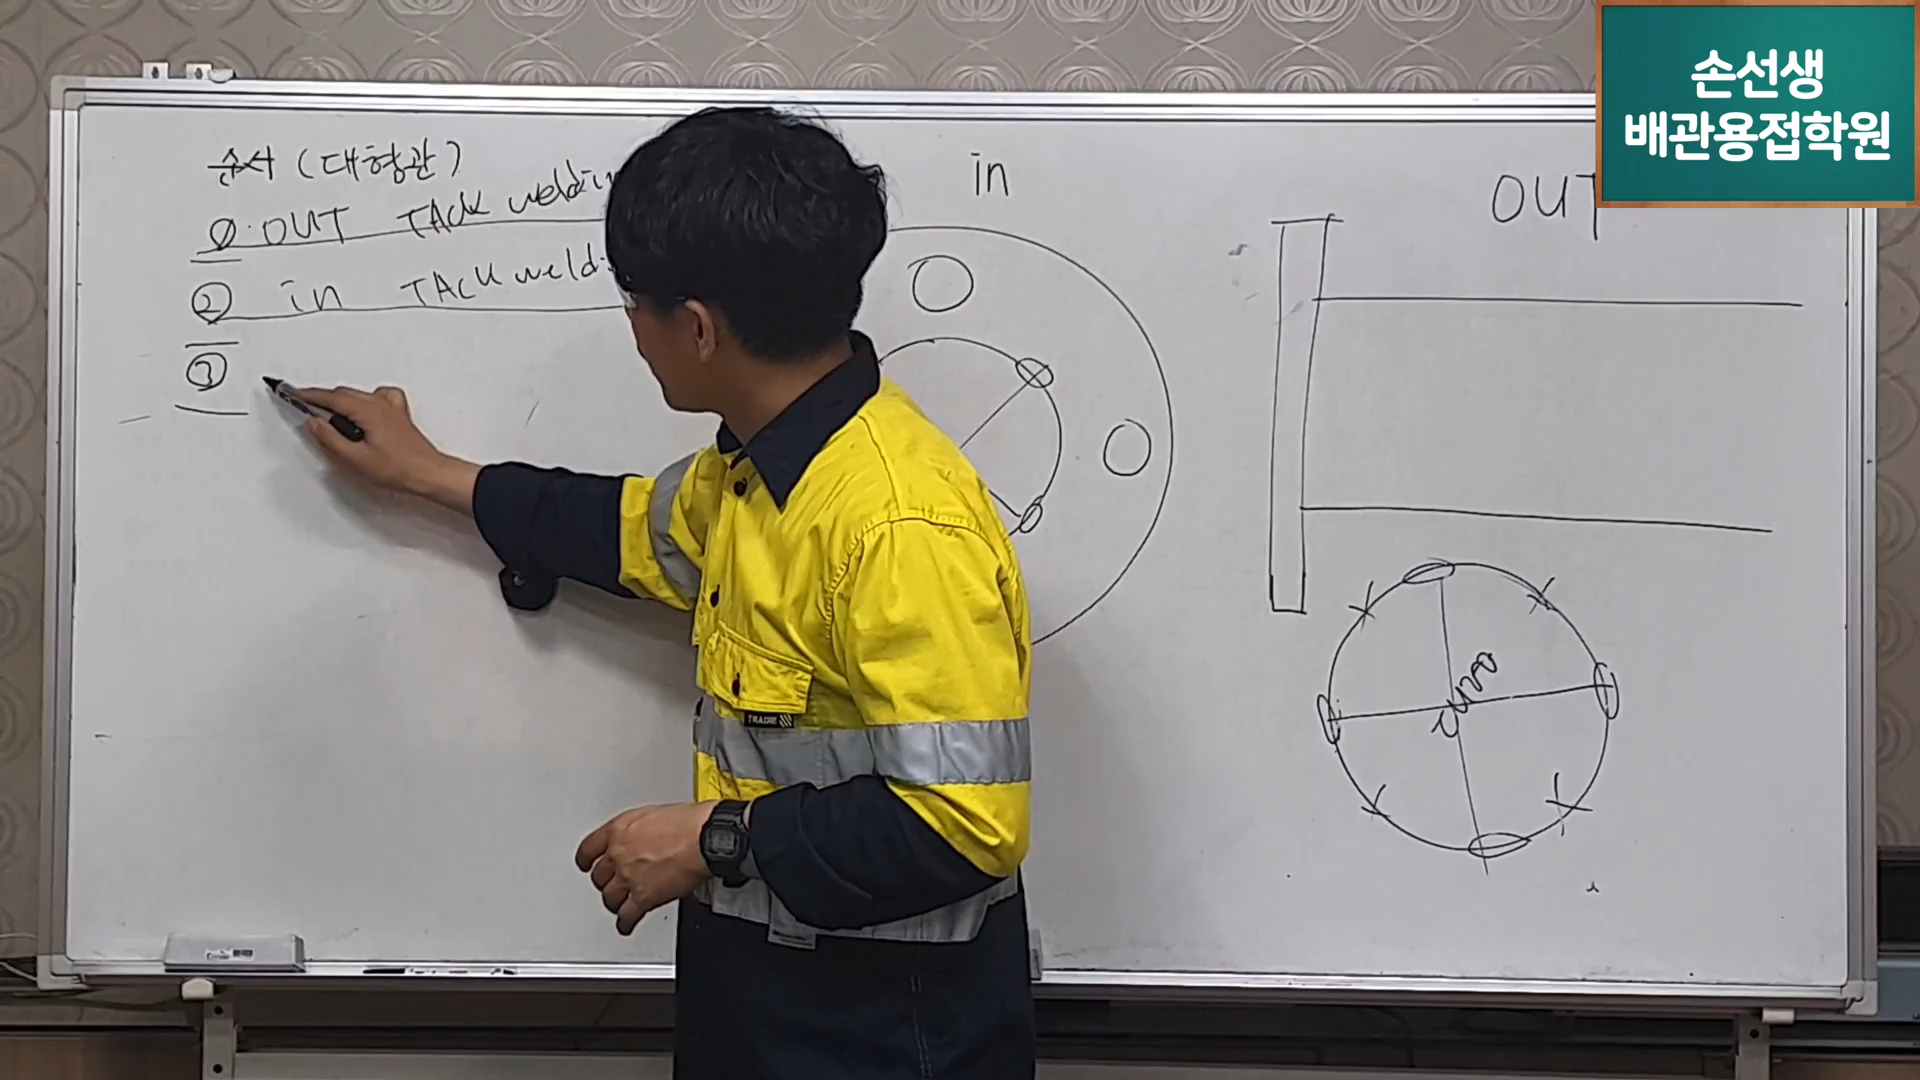 손선생
배관용접학원
순서 (대형관)
①. OUT TACK weldin
② in TACK weldi
③
in
OUT
TRADIE